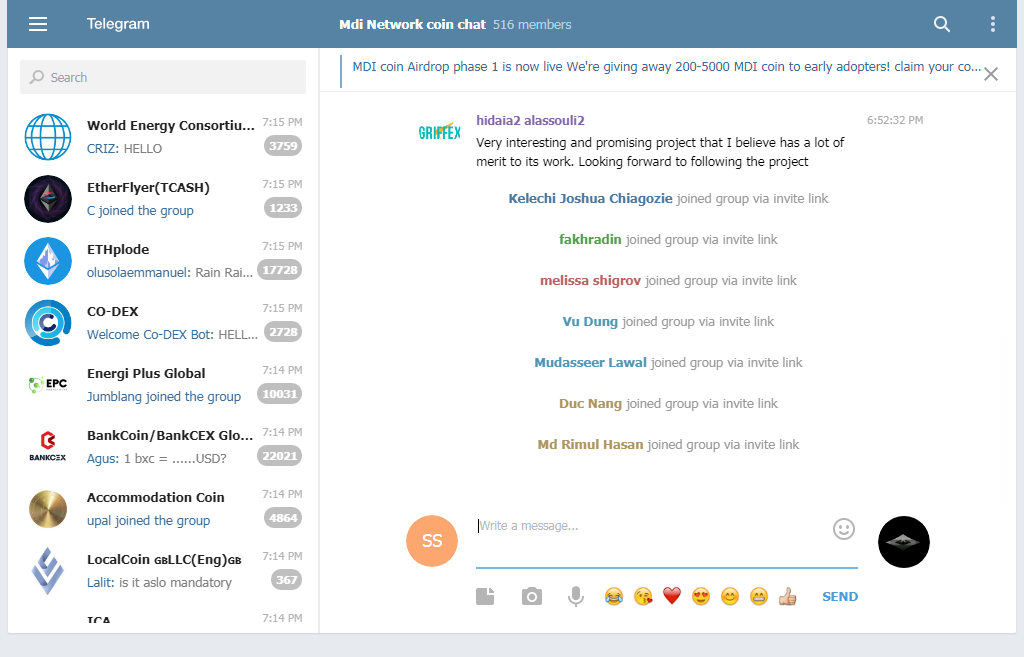 Telegram
Mdi Network coin chat 516 members
MDI coin Airdrop phase 1 is now live We're giving away 200-5000 MDI coin to early adopters! claim your co...
Search
World Energy Consortiu... 7:15 PM
CRIZ: HELLO 3759
EtherFlyer(TCASH) 7:15 PM
C joined the group 1233
ETHplode 7:15 PM
olusolaemmanuel: Rain Rai... 17728
CO-DEX 7:15 PM
Welcome Co-DEX Bot: HELL... 2728
EPC
Energi Plus Global 7:14 PM
Jumblang joined the group 10031
BANKCEX
BankCoin/BankCEX Glo... 7:14 PM
Agus: 1 bxc = ......USD? 22021
Accommodation Coin 7:14 PM
upal joined the group 4864
LocalCoin 🇬🇧LLC(Eng)🇬🇧 7:14 PM
Lalit: is it aslo mandatory 367
ICA 7:14 PM
GRIFFEX
hidaia2 alassouli2 6:52:32 PM
Very interesting and promising project that I believe has a lot of
merit to its work. Looking forward to following the project
Kelechi Joshua Chiagozie joined group via invite link
fakhradin joined group via invite link
melissa shigrov joined group via invite link
Vu Dung joined group via invite link
Mudasseer Lawal joined group via invite link
Duc Nang joined group via invite link
Md Rimul Hasan joined group via invite link
SS
Write a message...
SEND